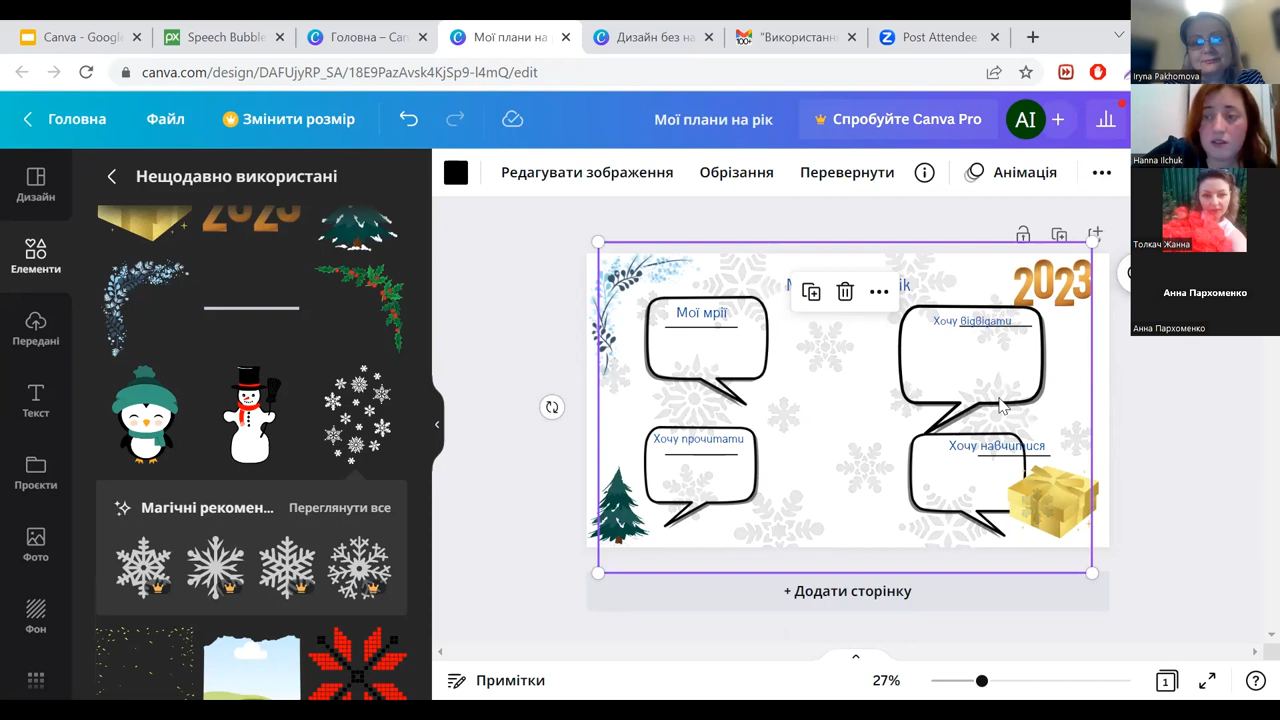 Canva - Google
Speech Bubble
Головна – Can
Мої плани на
Дизайн без на
"Використанн
Post Attendee
canva.com/design/DAFUjyRP_SA/18E9PazAvsk4KjSp9-l4mQ/edit
Головна
Файл
Змінити розмір
Мої плани на рік
Спробуйте Canva Pro
AI
+
Дизайн
Елементи
Передані
Текст
Проєкти
Фото
Фон
Нещодавно використані
2023
Магічні рекомен...
Переглянути все
Редагувати зображення
Обрізання
Перевернути
Анімація
2023
Мої мрії
Хочу відвідати
Хочу прочитати
Хочу навчитися
+ Додати сторінку
Примітки
27%
1
Iryna Pakhomova
Hanna Ilchuk
Толкач Жанна
Анна Пархоменко
Анна Пархоменко